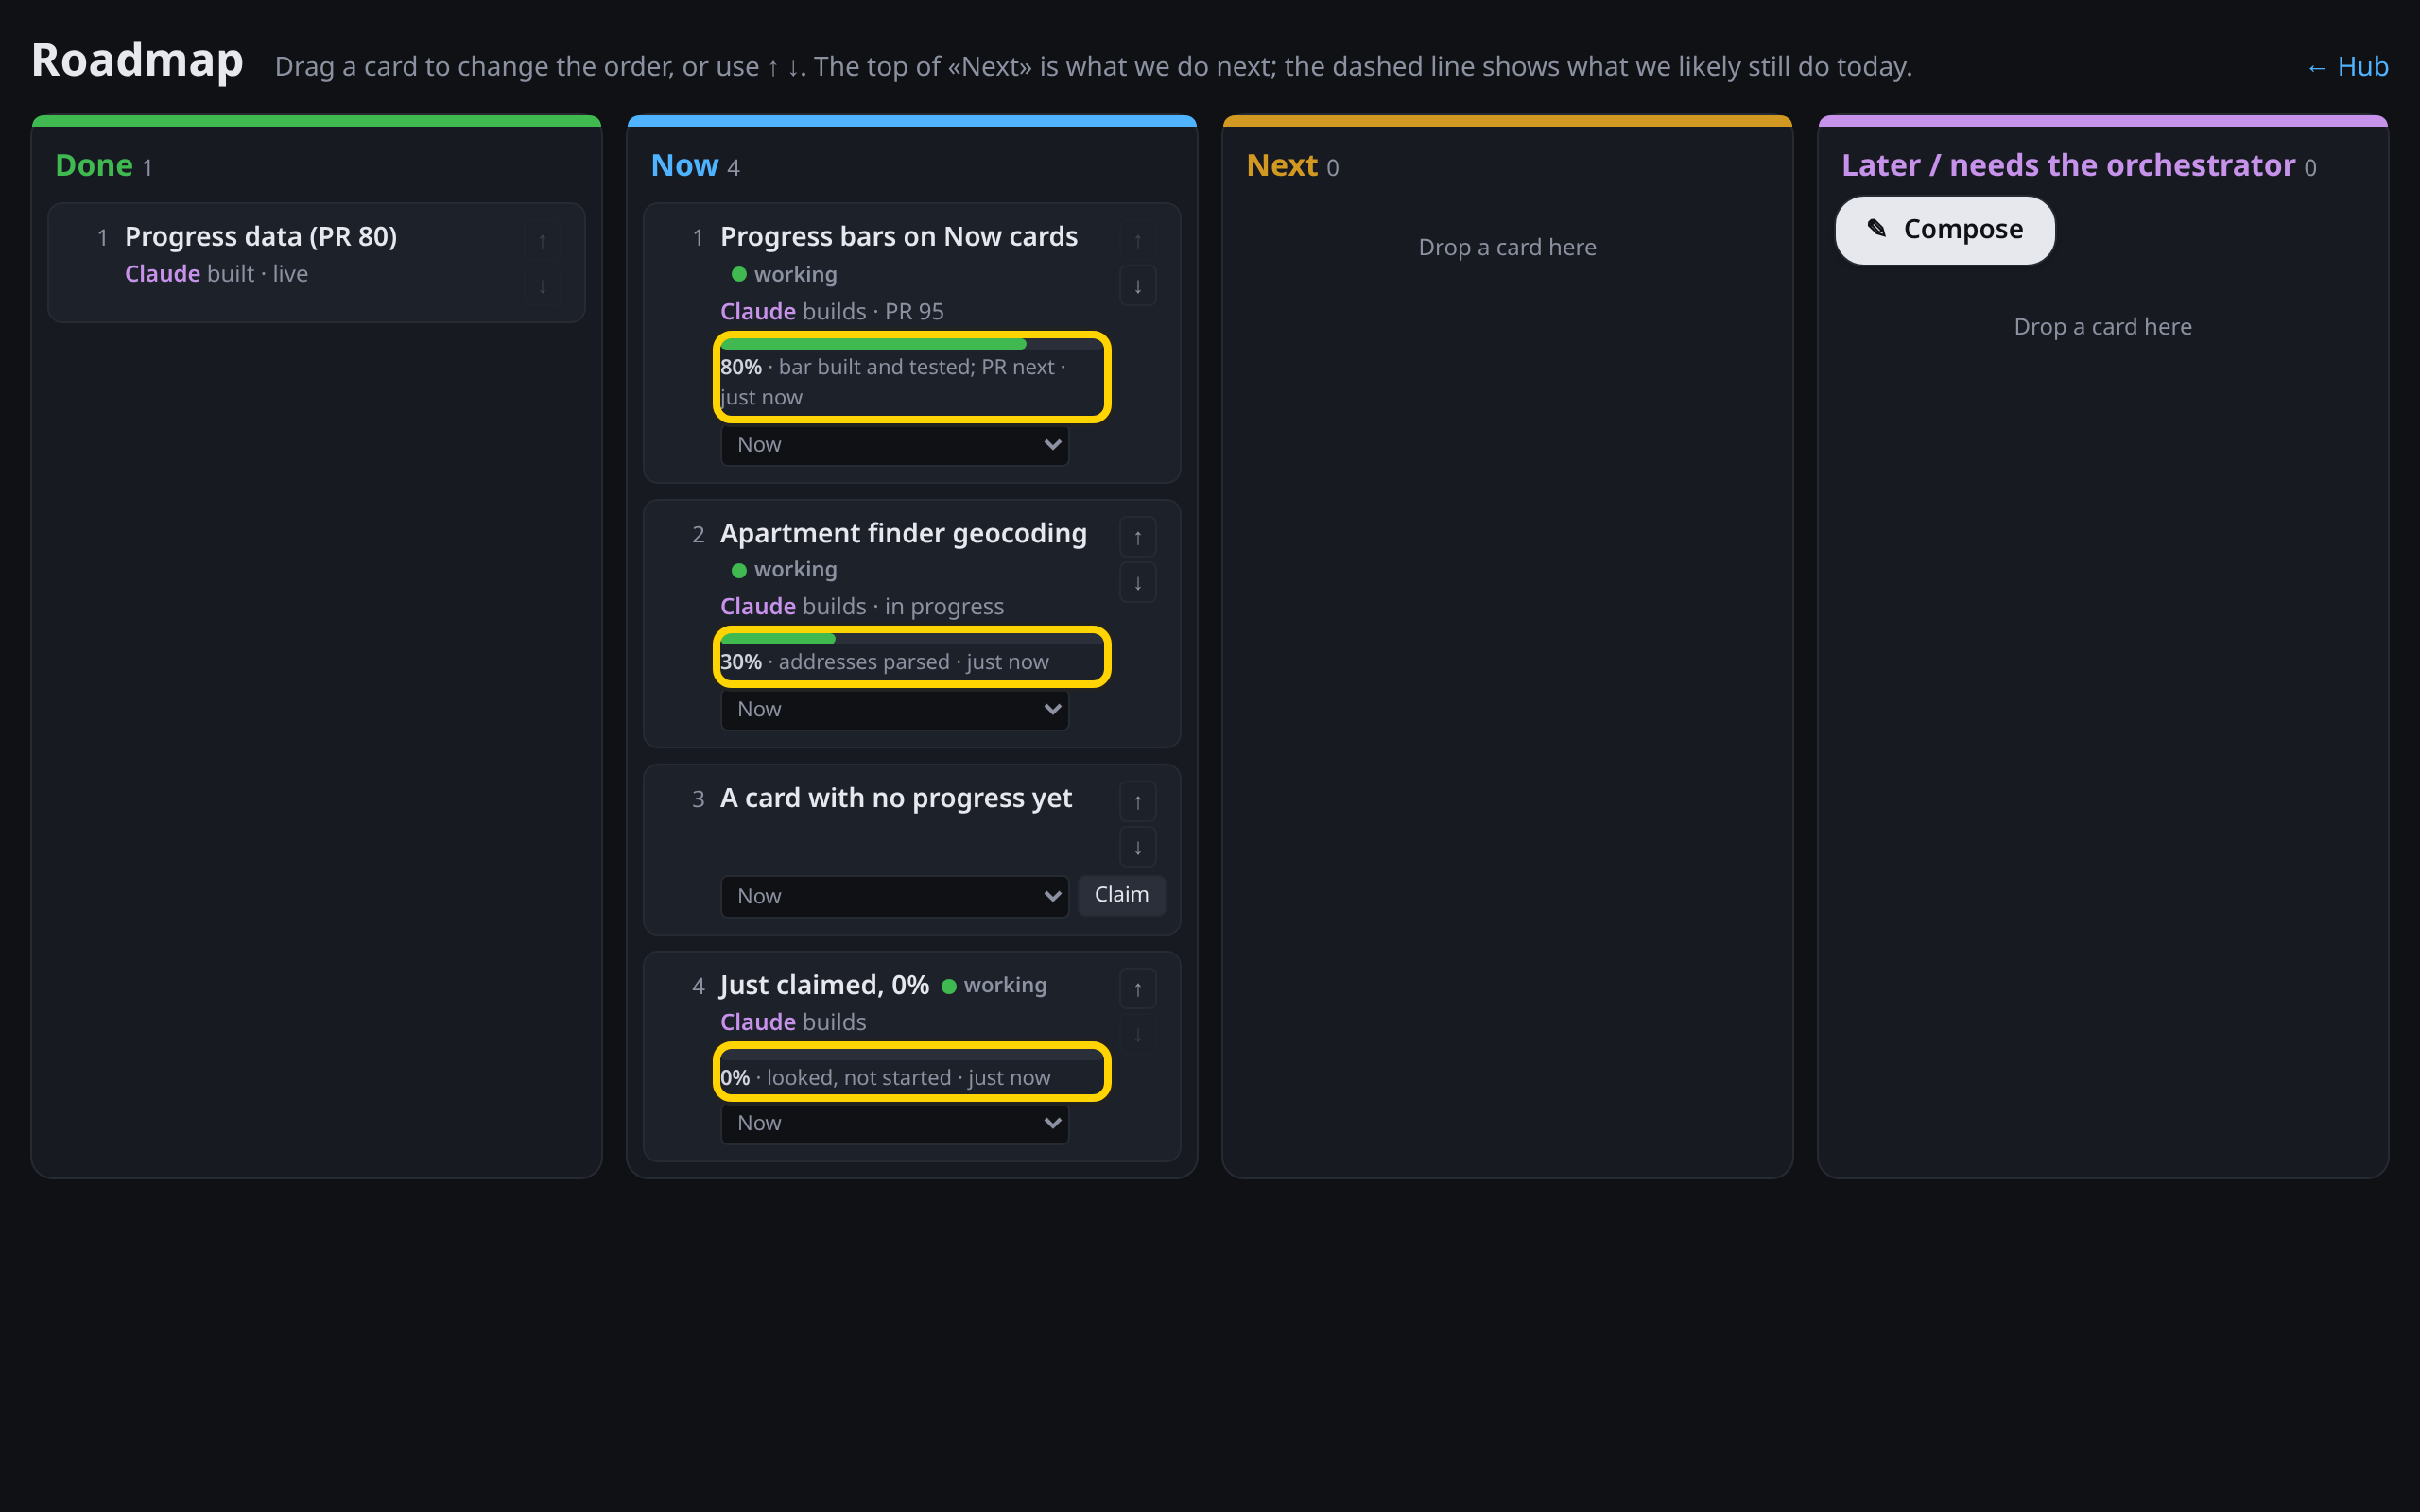 Roadmap
Drag a card to change the order, or use ↑ ↓. The top of «Next» is what we do next; the dashed line shows what we likely still do today.
← Hub
Done 1
1 Progress data (PR 80) ↑
Claude built · live ↓
Now 4
1 Progress bars on Now cards ↑
working ↓
Claude builds · PR 95
80% · bar built and tested; PR next ·
just now
Now
2 Apartment finder geocoding ↑
working ↓
Claude builds · in progress
30% · addresses parsed · just now
Now
3 A card with no progress yet ↑
↓
Now Claim
4 Just claimed, 0% working ↑
Claude builds ↓
0% · looked, not started · just now
Now
Next 0
Drop a card here
Later / needs the orchestrator 0
✎ Compose
Drop a card here